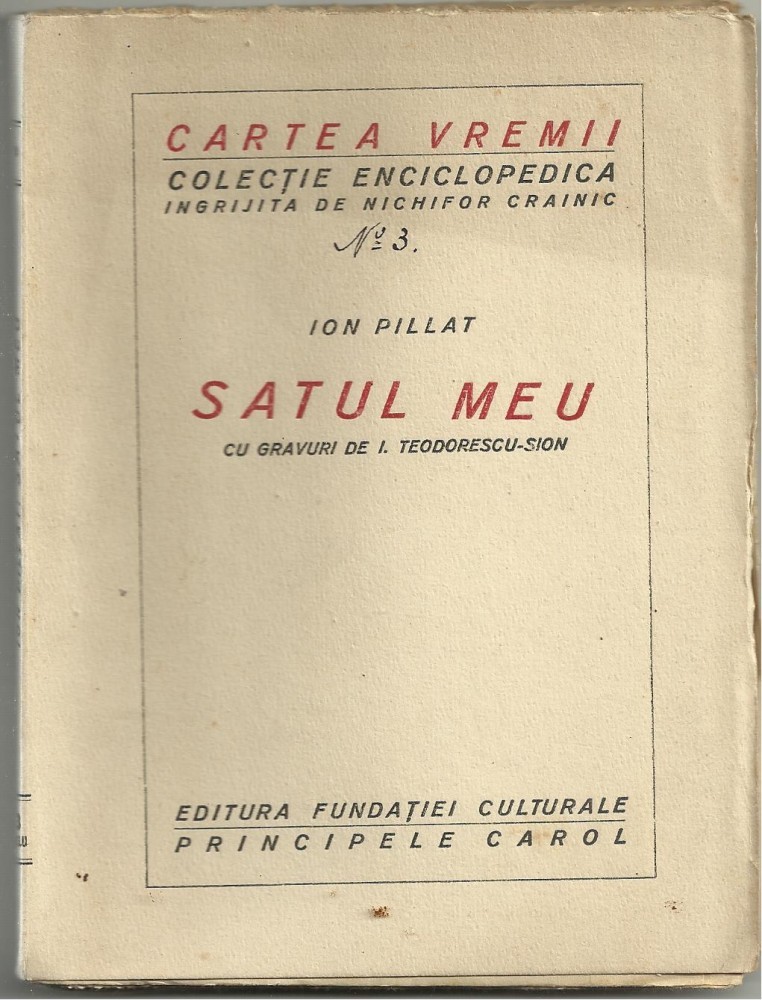 CARTEA VREMII
COLECȚIE ENCICLOPEDICA
INGRIJITA DE NICHIFOR CRAINIC
Nº 3.
ION PILLAT
SATUL MEU
CU GRAVURI DE I. TEODORESCU-SION
EDITURA FUNDAȚIEI CULTURALE
PRINCIPELE CAROL